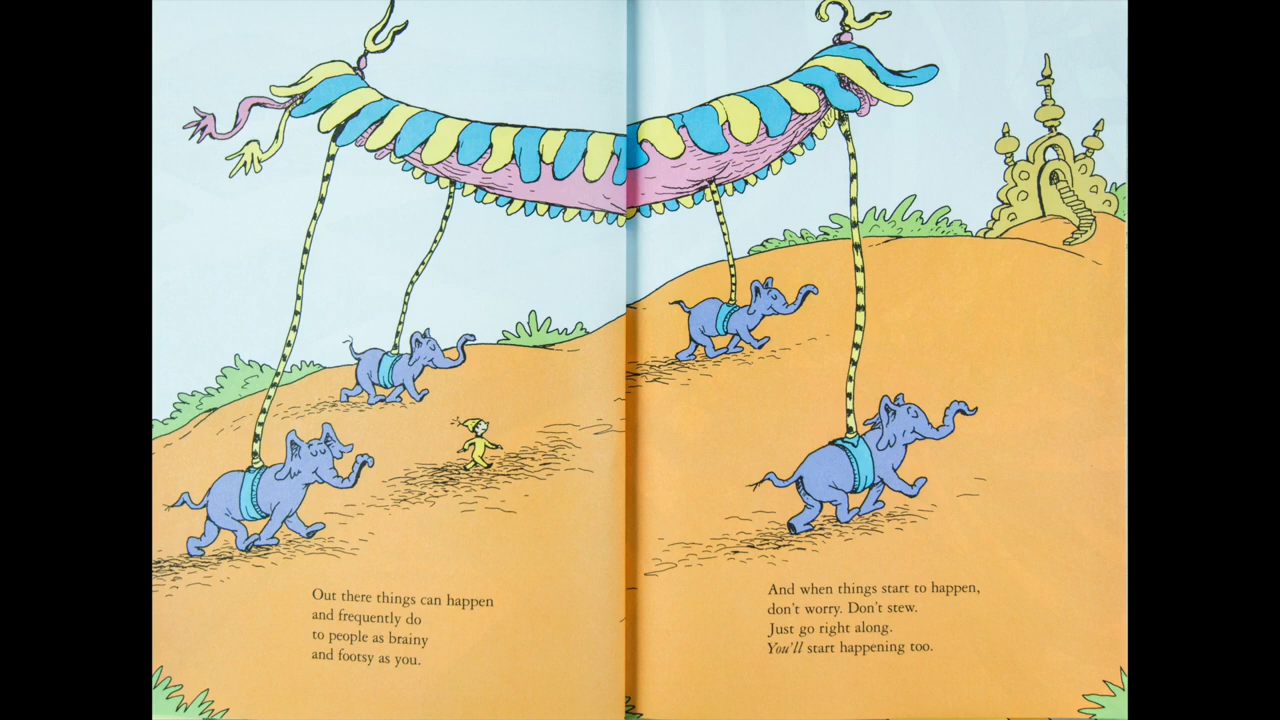 Out there things can happen
and frequently do
to people as brainy
and footsy as you.
And when things start to happen,
don't worry. Don't stew.
Just go right along.
You'll start happening too.